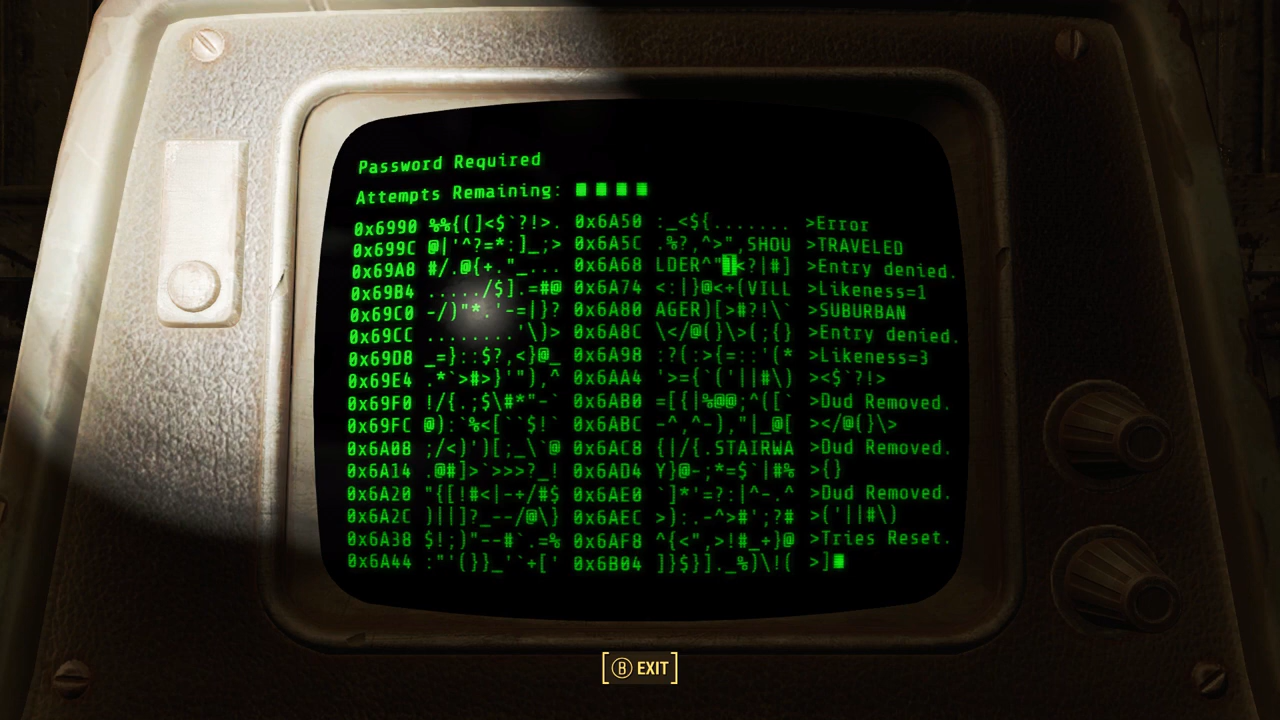 Password Required
Attempts Remaining: ■ ■ ■ ■
0x6990 %%{(]<$`?!>. 0x6A50 :_<${....... >Error
0x699C @|'^?=*:]_;> 0x6A5C .%?,^>",SHOU >TRAVELED
0x69A8 #/.@{+."_... 0x6A68 LDER^"]<?|#] >Entry denied.
0x69B4 ...../$].=#@ 0x6A74 <:|}@<+(VILL >Likeness=1
0x69C0 -/)"*.'-=|}? 0x6A80 AGER)[>#?!\` >SUBURBAN
0x69CC ........'\)> 0x6A8C \</@(}\>(;{} >Entry denied.
0x69D8 _=}::$?,<}@_ 0x6A98 :?(:>{=::'(* >Likeness=3
0x69E4 .*`>#>}'"),^ 0x6AA4 '>={`('||#\) ><$`?!>
0x69F0 !/{.;$\#*"-` 0x6AB0 =[{|%@@;^([` >Dud Removed.
0x69FC @):`%<[``$!` 0x6ABC -^,^-),"|_@[ ></@(}\>
0x6A08 ;/<)')[;_\`@ 0x6AC8 {|/{.STAIRWA >Dud Removed.
0x6A14 .@#]>`>>>?_! 0x6AD4 Y}@-;*=$`|#% >{}
0x6A20 "{[!#<|-+/#$ 0x6AE0 `]*'=?:|^-.^ >Dud Removed.
0x6A2C )||]?_--/@\} 0x6AEC >):.-^>#';?# >('||#\)
0x6A38 $!;)"--#`.=% 0x6AF8 ^{<",>!#_+}@ >Tries Reset.
0x6A44 :"'(}}_'`+[' 0x6B04 ]}$}]._%)\!( >]■
[Ⓑ EXIT]